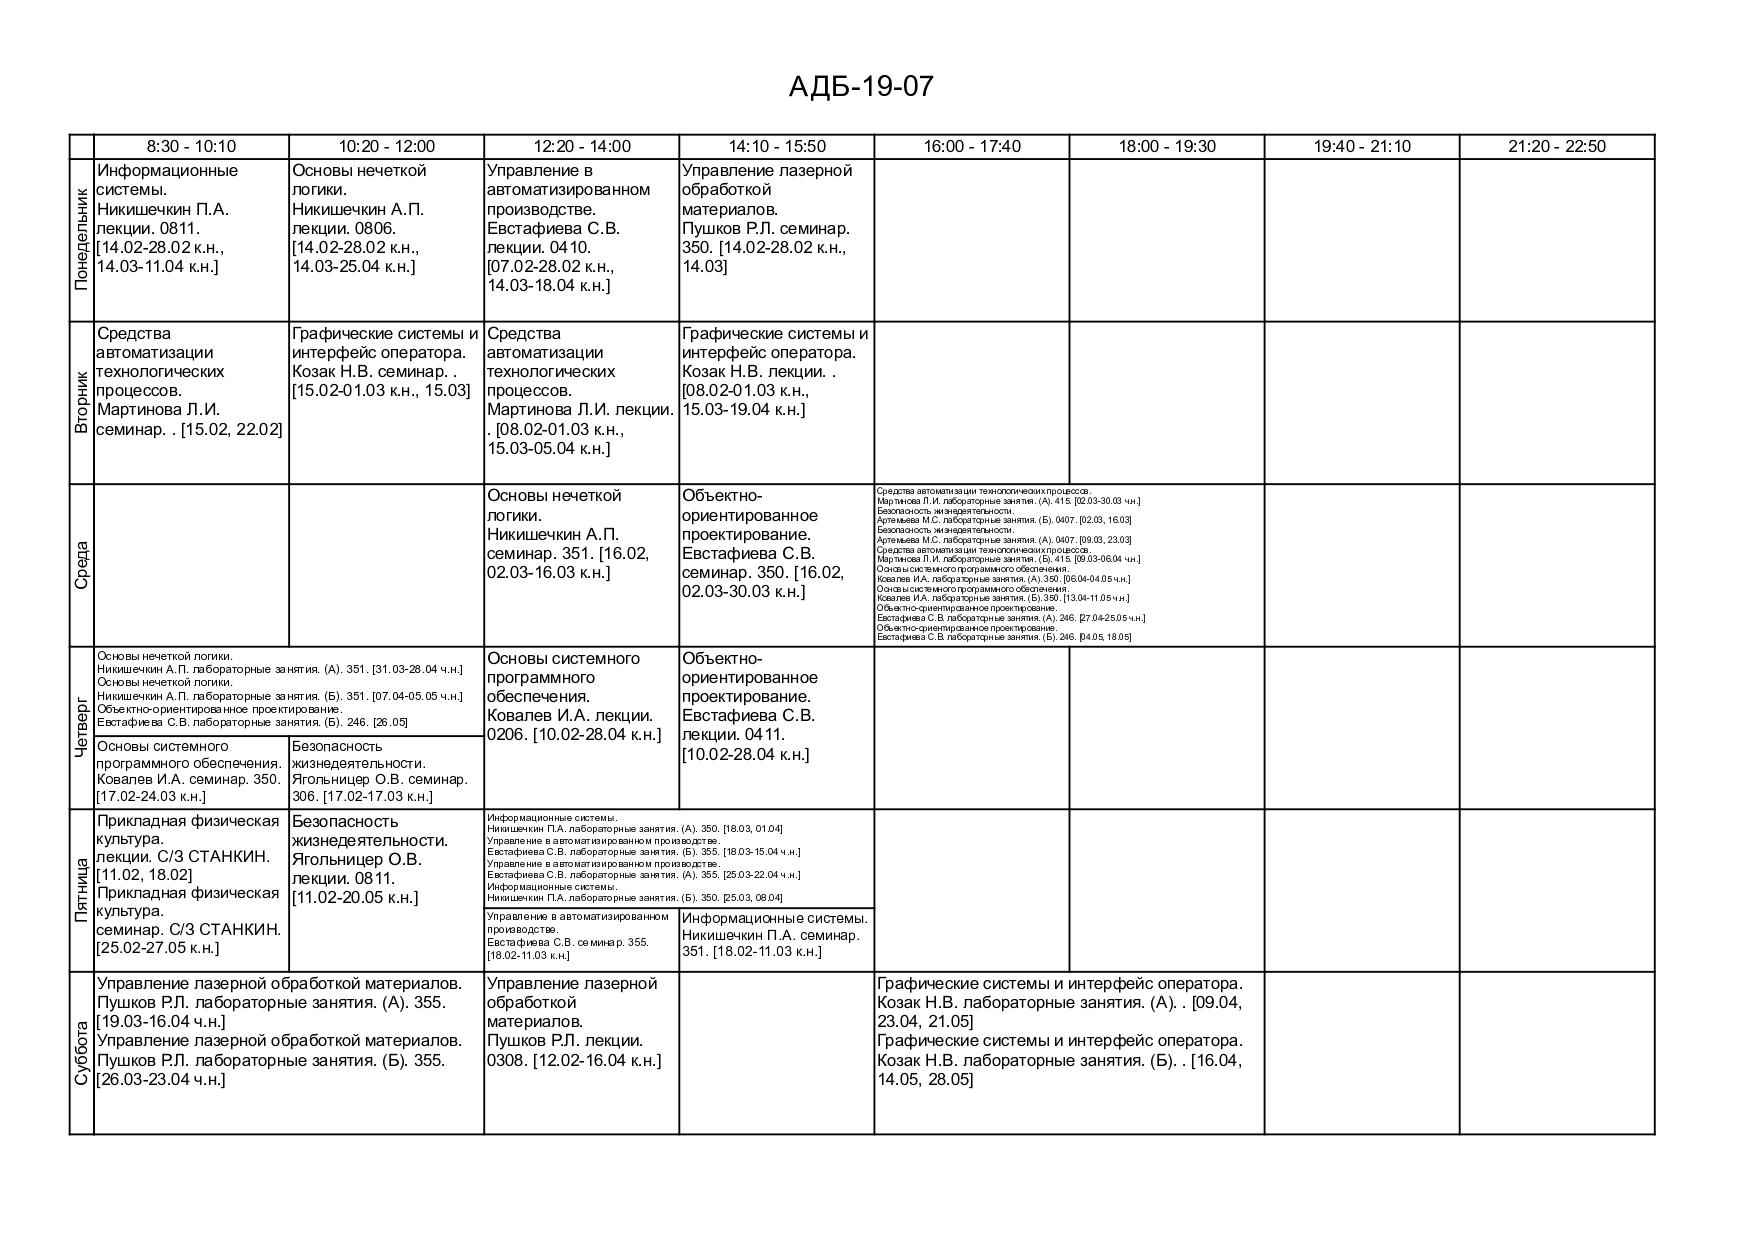 АДБ-19-07
8:30 - 10:10
10:20 - 12:00
12:20 - 14:00
14:10 - 15:50
16:00 - 17:40
18:00 - 19:30
19:40 - 21:10
21:20 - 22:50
Понедельник
Информационные
системы.
Никишечкин П.А.
лекции. 0811.
[14.02-28.02 к.н.,
14.03-11.04 к.н.]
Основы нечеткой
логики.
Никишечкин А.П.
лекции. 0806.
[14.02-28.02 к.н.,
14.03-25.04 к.н.]
Управление в
автоматизированном
производстве.
Евстафиева С.В.
лекции. 0410.
[07.02-28.02 к.н.,
14.03-18.04 к.н.]
Управление лазерной
обработкой
материалов.
Пушков Р.Л. семинар.
350. [14.02-28.02 к.н.,
14.03]
Вторник
Средства
автоматизации
технологических
процессов.
Мартинова Л.И.
семинар. . [15.02, 22.02]
Графические системы и
интерфейс оператора.
Козак Н.В. семинар. .
[15.02-01.03 к.н., 15.03]
Средства
автоматизации
технологических
процессов.
Мартинова Л.И. лекции.
. [08.02-01.03 к.н.,
15.03-05.04 к.н.]
Графические системы и
интерфейс оператора.
Козак Н.В. лекции. .
[08.02-01.03 к.н.,
15.03-19.04 к.н.]
Среда
Основы нечеткой
логики.
Никишечкин А.П.
семинар. 351. [16.02,
02.03-16.03 к.н.]
Объектно-
ориентированное
проектирование.
Евстафиева С.В.
семинар. 350. [16.02,
02.03-30.03 к.н.]
Средства автоматизации технологических процессов.
Мартинова Л.И. лабораторные занятия. (А). 415. [02.03-30.03 ч.н.]
Безопасность жизнедеятельности.
Артемьева М.С. лабораторные занятия. (Б). 0407. [02.03, 16.03]
Безопасность жизнедеятельности.
Артемьева М.С. лабораторные занятия. (А). 0407. [09.03, 23.03]
Средства автоматизации технологических процессов.
Мартинова Л.И. лабораторные занятия. (Б). 415. [09.03-06.04 ч.н.]
Основы системного программного обеспечения.
Ковалев И.А. лабораторные занятия. (А). 350. [06.04-04.05 ч.н.]
Основы системного программного обеспечения.
Ковалев И.А. лабораторные занятия. (Б). 350. [13.04-11.05 ч.н.]
Объектно-ориентированное проектирование.
Евстафиева С.В. лабораторные занятия. (А). 246. [27.04-25.05 ч.н.]
Объектно-ориентированное проектирование.
Евстафиева С.В. лабораторные занятия. (Б). 246. [04.05, 18.05]
Четверг
Основы нечеткой логики.
Никишечкин А.П. лабораторные занятия. (А). 351. [31.03-28.04 ч.н.]
Основы нечеткой логики.
Никишечкин А.П. лабораторные занятия. (Б). 351. [07.04-05.05 ч.н.]
Объектно-ориентированное проектирование.
Евстафиева С.В. лабораторные занятия. (Б). 246. [26.05]
Основы системного
программного обеспечения.
Ковалев И.А. семинар. 350.
[17.02-24.03 к.н.]
Безопасность
жизнедеятельности.
Ягольницер О.В. семинар.
306. [17.02-17.03 к.н.]
Основы системного
программного
обеспечения.
Ковалев И.А. лекции.
0206. [10.02-28.04 к.н.]
Объектно-
ориентированное
проектирование.
Евстафиева С.В.
лекции. 0411.
[10.02-28.04 к.н.]
Пятница
Прикладная физическая
культура.
лекции. С/З СТАНКИН.
[11.02, 18.02]
Прикладная физическая
культура.
семинар. С/З СТАНКИН.
[25.02-27.05 к.н.]
Безопасность
жизнедеятельности.
Ягольницер О.В.
лекции. 0811.
[11.02-20.05 к.н.]
Информационные системы.
Никишечкин П.А. лабораторные занятия. (А). 350. [18.03, 01.04]
Управление в автоматизированном производстве.
Евстафиева С.В. лабораторные занятия. (Б). 355. [18.03-15.04 ч.н.]
Управление в автоматизированном производстве.
Евстафиева С.В. лабораторные занятия. (А). 355. [25.03-22.04 ч.н.]
Информационные системы.
Никишечкин П.А. лабораторные занятия. (Б). 350. [25.03, 08.04]
Управление в автоматизированном
производстве.
Евстафиева С.В. семинар. 355.
[18.02-11.03 к.н.]
Информационные системы.
Никишечкин П.А. семинар.
351. [18.02-11.03 к.н.]
Суббота
Управление лазерной обработкой материалов.
Пушков Р.Л. лабораторные занятия. (А). 355.
[19.03-16.04 ч.н.]
Управление лазерной обработкой материалов.
Пушков Р.Л. лабораторные занятия. (Б). 355.
[26.03-23.04 ч.н.]
Управление лазерной
обработкой
материалов.
Пушков Р.Л. лекции.
0308. [12.02-16.04 к.н.]
Графические системы и интерфейс оператора.
Козак Н.В. лабораторные занятия. (А). . [09.04,
23.04, 21.05]
Графические системы и интерфейс оператора.
Козак Н.В. лабораторные занятия. (Б). . [16.04,
14.05, 28.05]